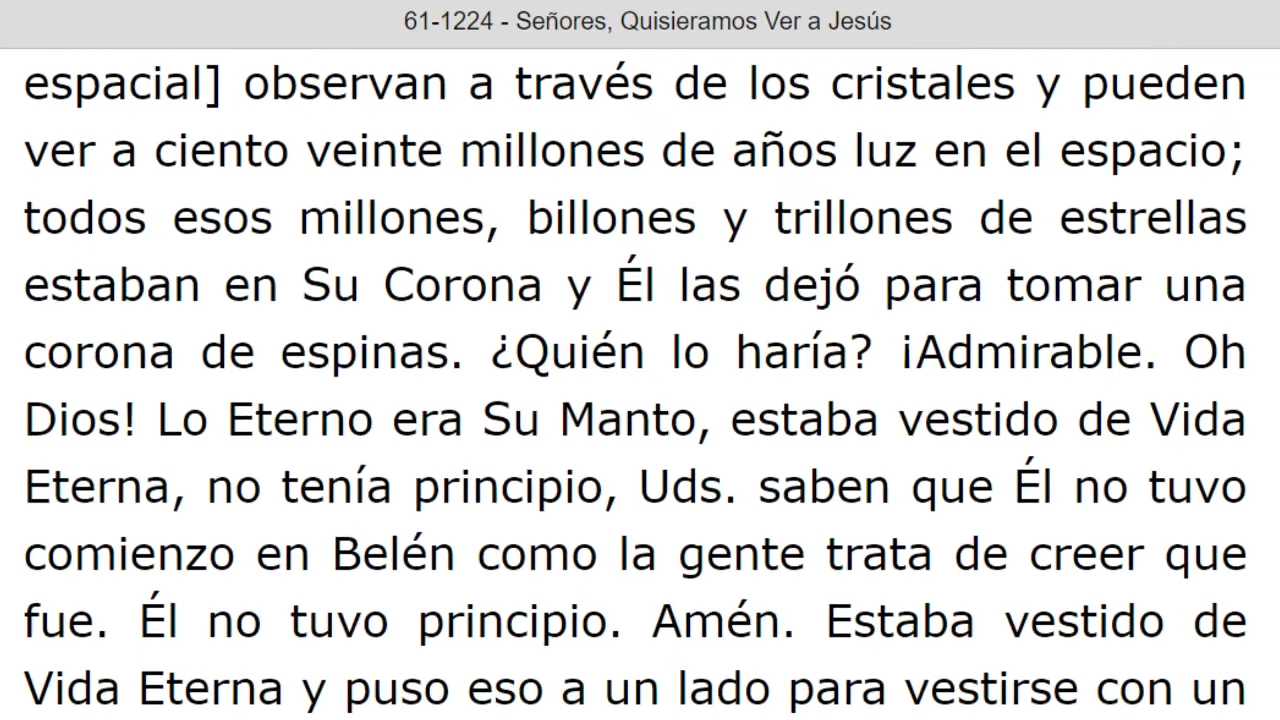 61-1224 - Señores, Quisieramos Ver a Jesús
espacial] observan a través de los cristales y pueden
ver a ciento veinte millones de años luz en el espacio;
todos esos millones, billones y trillones de estrellas
estaban en Su Corona y Él las dejó para tomar una
corona de espinas. ¿Quién lo haría? ¡Admirable. Oh
Dios! Lo Eterno era Su Manto, estaba vestido de Vida
Eterna, no tenía principio, Uds. saben que Él no tuvo
comienzo en Belén como la gente trata de creer que
fue. Él no tuvo principio. Amén. Estaba vestido de
Vida Eterna y puso eso a un lado para vestirse con un